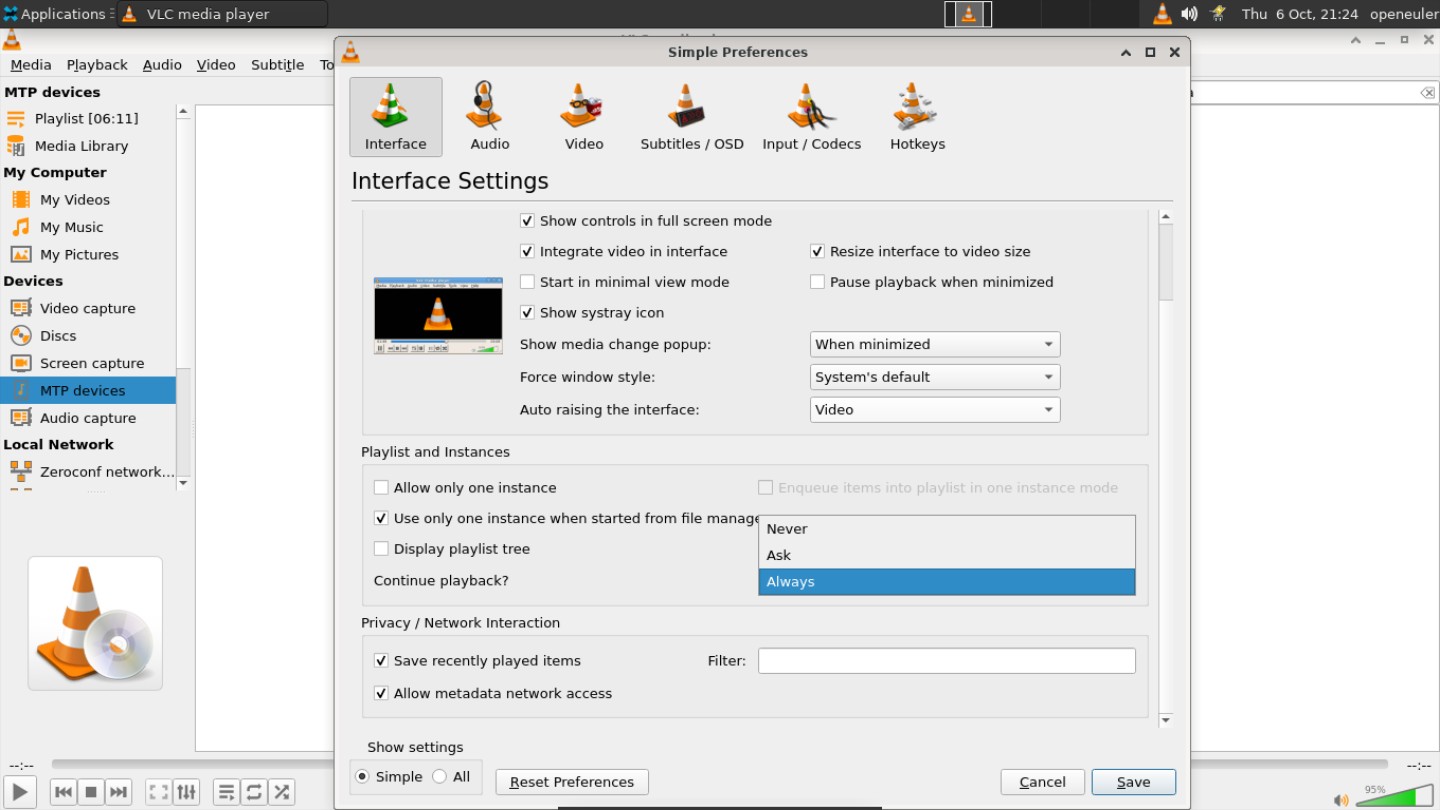 Applications
VLC media player
Thu 6 Oct, 21:24
openeuler
Simple Preferences
Media
Playback
Audio
Video
Subtitle
MTP devices
Playlist [06:11]
Media Library
My Computer
My Videos
My Music
My Pictures
Devices
Video capture
Discs
Screen capture
MTP devices
Audio capture
Local Network
Zeroconf network...
Interface
Audio
Video
Subtitles / OSD
Input / Codecs
Hotkeys
Interface Settings
Show controls in full screen mode
Integrate video in interface
Resize interface to video size
Start in minimal view mode
Pause playback when minimized
Show systray icon
Show media change popup:
When minimized
Force window style:
System's default
Auto raising the interface:
Video
Playlist and Instances
Allow only one instance
Enqueue items into playlist in one instance mode
Use only one instance when started from file manage
Never
Display playlist tree
Ask
Continue playback?
Always
Privacy / Network Interaction
Save recently played items
Filter:
Allow metadata network access
Show settings
Simple
All
Reset Preferences
Cancel
Save
--:--
--:--
95%